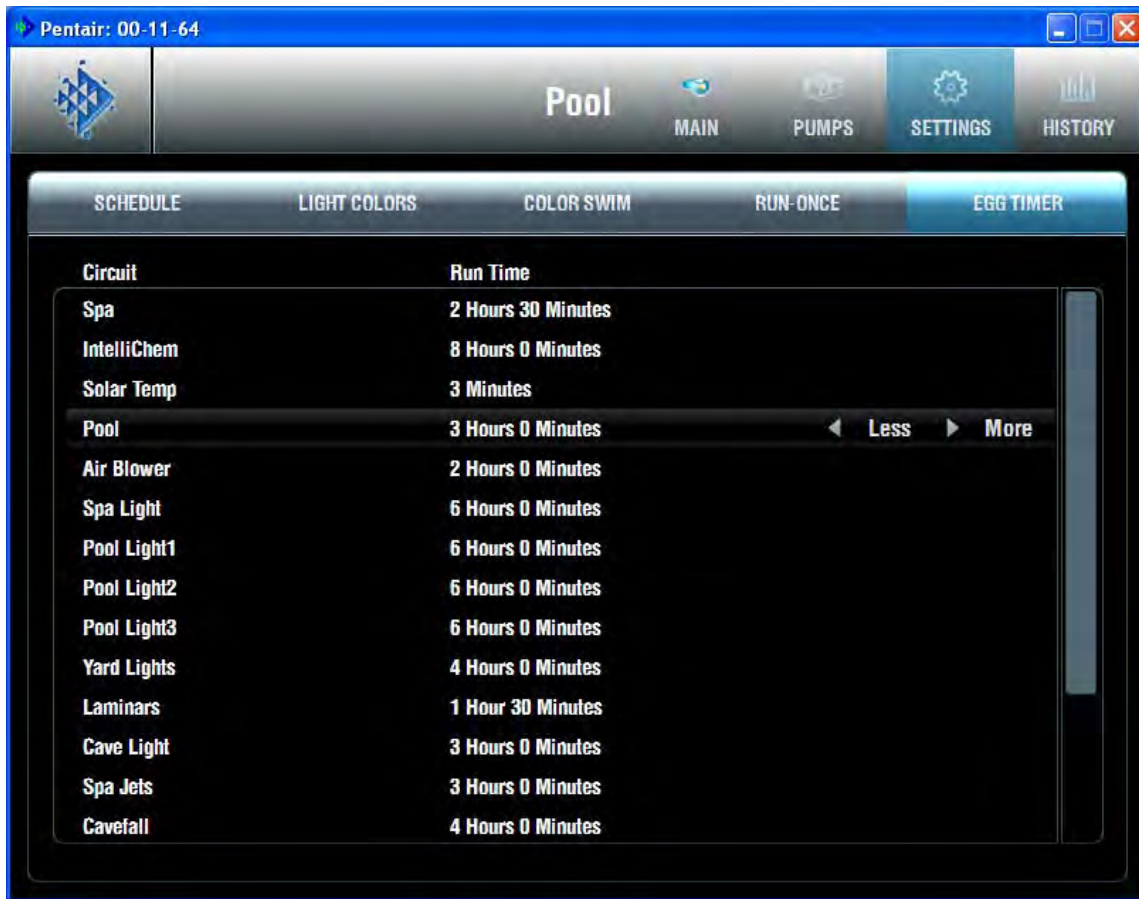 Pentair: 00-11-64
Pool
MAIN
PUMPS
SETTINGS
HISTORY
SCHEDULE
LIGHT COLORS
COLOR SWIM
RUN-ONCE
EGG TIMER
Circuit Run Time
Spa 2 Hours 30 Minutes
IntelliChem 8 Hours 0 Minutes
Solar Temp 3 Minutes
Pool 3 Hours 0 Minutes Less More
Air Blower 2 Hours 0 Minutes
Spa Light 6 Hours 0 Minutes
Pool Light1 6 Hours 0 Minutes
Pool Light2 6 Hours 0 Minutes
Pool Light3 6 Hours 0 Minutes
Yard Lights 4 Hours 0 Minutes
Laminars 1 Hour 30 Minutes
Cave Light 3 Hours 0 Minutes
Spa Jets 3 Hours 0 Minutes
Cavefall 4 Hours 0 Minutes